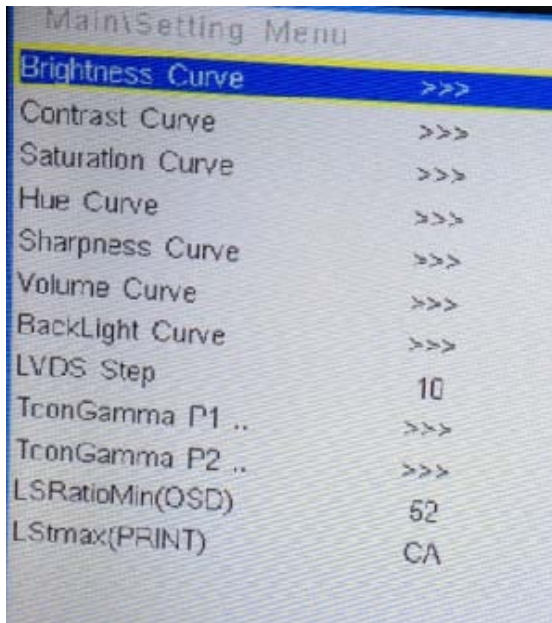 Main\Setting Menu
Brightness Curve >>>
Contrast Curve >>>
Saturation Curve >>>
Hue Curve >>>
Sharpness Curve >>>
Volume Curve >>>
BackLight Curve >>>
LVDS Step 10
TconGamma P1 .. >>>
TconGamma P2 .. >>>
LSRatioMin(OSD) 52
LStmax(PRINT) CA